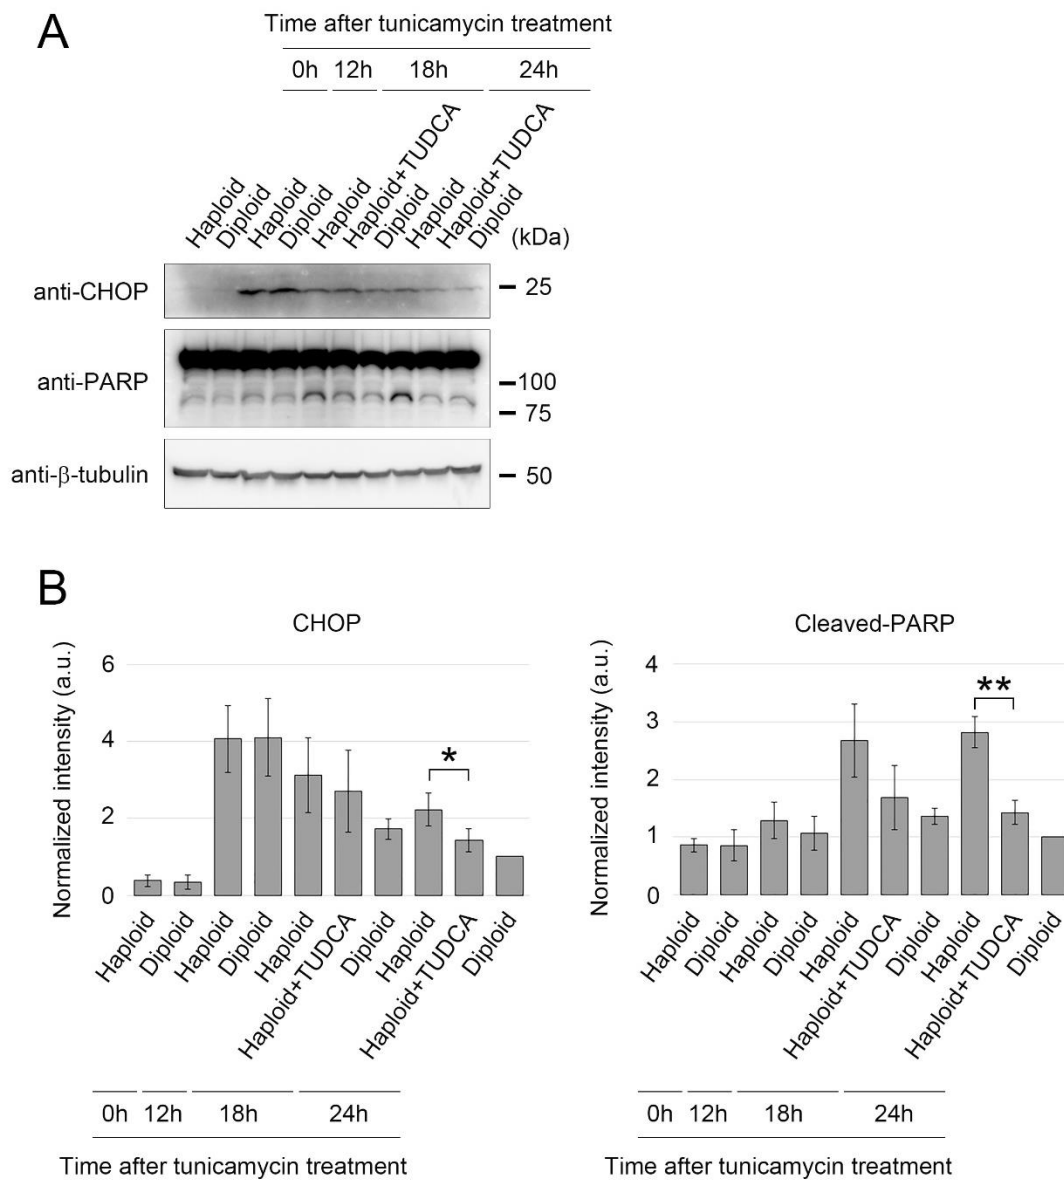 A
Time after tunicamycin treatment
0h 12h 18h 24h
Haploid
Diploid
Haploid
Diploid
Haploid
Haploid+TUDCA
Diploid
Haploid
Haploid+TUDCA
Diploid
(kDa)
anti-CHOP
25
anti-PARP
100
75
anti-β-tubulin
50
B
CHOP
Normalized intensity (a.u.)
6
4
2
0
*
Haploid
Diploid
Haploid
Diploid
Haploid
Haploid+TUDCA
Diploid
Haploid
Haploid+TUDCA
Diploid
0h 12h 18h 24h
Time after tunicamycin treatment
Cleaved-PARP
Normalized intensity (a.u.)
4
3
2
1
0
**
Haploid
Diploid
Haploid
Diploid
Haploid
Haploid+TUDCA
Diploid
Haploid
Haploid+TUDCA
Diploid
0h 12h 18h 24h
Time after tunicamycin treatment